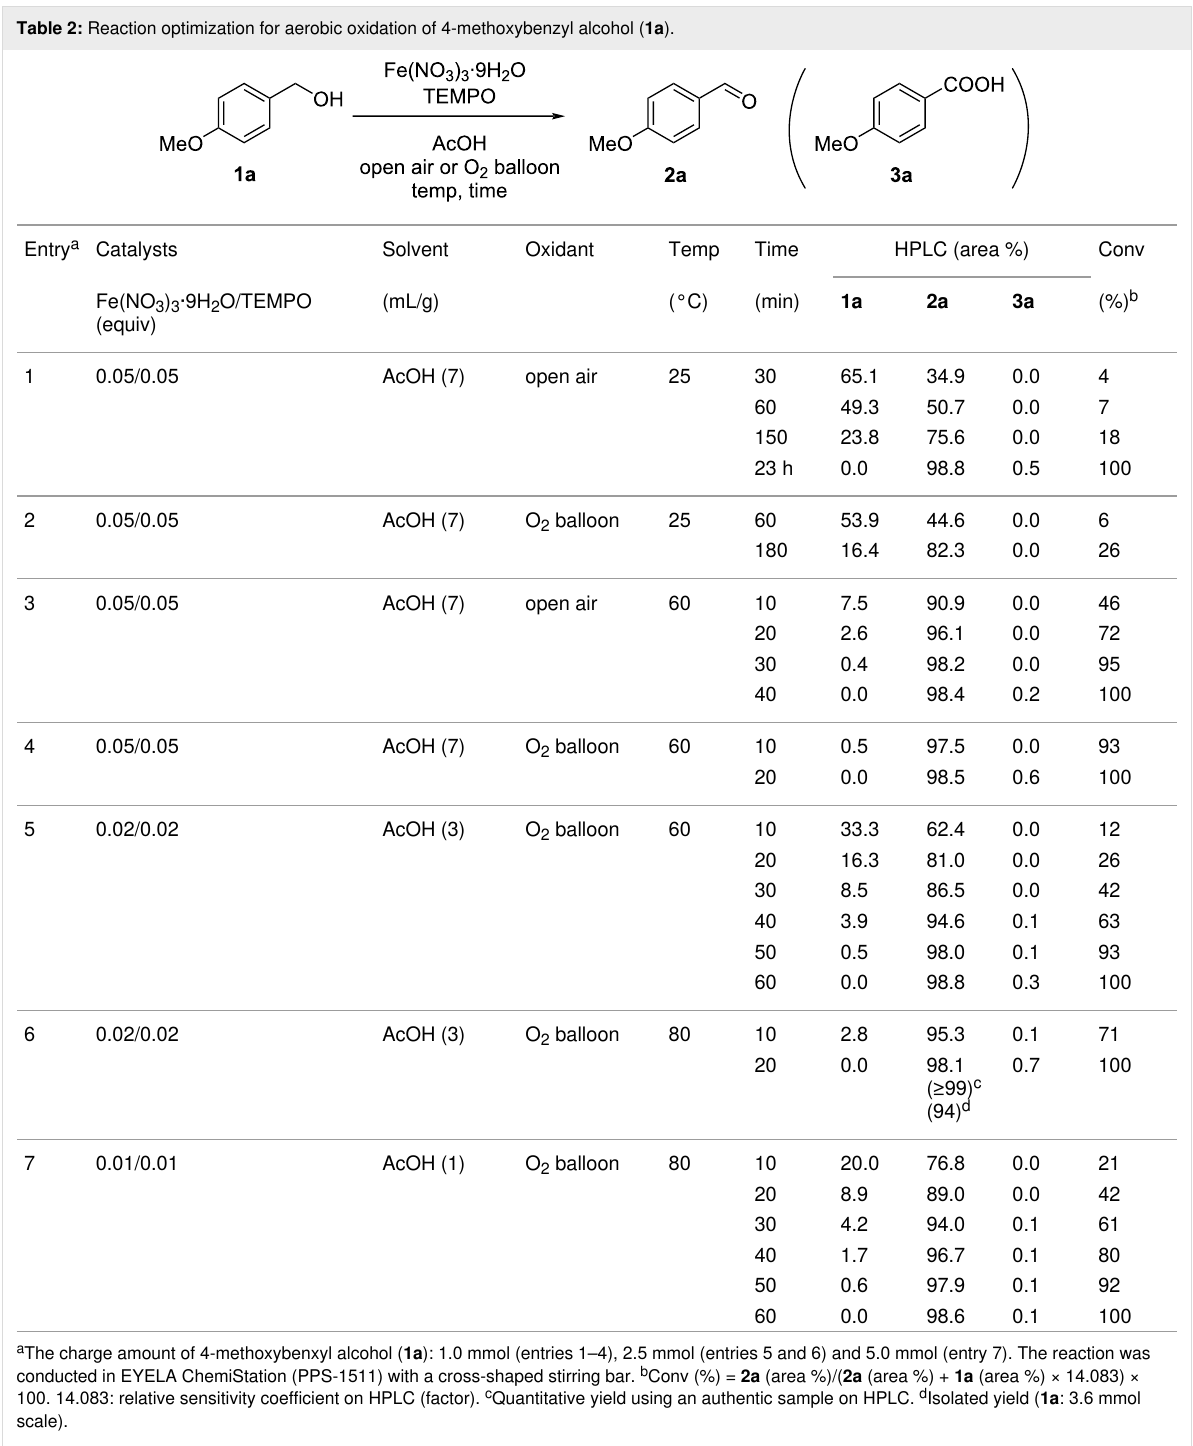 Table 2: Reaction optimization for aerobic oxidation of 4-methoxybenzyl alcohol (1a).
Fe(NO3)3·9H2O
TEMPO
AcOH
open air or O2 balloon
temp, time
OH
MeO
1a
O
MeO
2a
COOH
MeO
3a
Entrya Catalysts Solvent Oxidant Temp Time HPLC (area %) Conv
Fe(NO3)3·9H2O/TEMPO (mL/g) (°C) (min) 1a 2a 3a (%)b
(equiv)
1 0.05/0.05 AcOH (7) open air 25 30 65.1 34.9 0.0 4
60 49.3 50.7 0.0 7
150 23.8 75.6 0.0 18
23 h 0.0 98.8 0.5 100
2 0.05/0.05 AcOH (7) O2 balloon 25 60 53.9 44.6 0.0 6
180 16.4 82.3 0.0 26
3 0.05/0.05 AcOH (7) open air 60 10 7.5 90.9 0.0 46
20 2.6 96.1 0.0 72
30 0.4 98.2 0.0 95
40 0.0 98.4 0.2 100
4 0.05/0.05 AcOH (7) O2 balloon 60 10 0.5 97.5 0.0 93
20 0.0 98.5 0.6 100
5 0.02/0.02 AcOH (3) O2 balloon 60 10 33.3 62.4 0.0 12
20 16.3 81.0 0.0 26
30 8.5 86.5 0.0 42
40 3.9 94.6 0.1 63
50 0.5 98.0 0.1 93
60 0.0 98.8 0.3 100
6 0.02/0.02 AcOH (3) O2 balloon 80 10 2.8 95.3 0.1 71
20 0.0 98.1 0.7 100
(≥99)c
(94)d
7 0.01/0.01 AcOH (1) O2 balloon 80 10 20.0 76.8 0.0 21
20 8.9 89.0 0.0 42
30 4.2 94.0 0.1 61
40 1.7 96.7 0.1 80
50 0.6 97.9 0.1 92
60 0.0 98.6 0.1 100
aThe charge amount of 4-methoxybenxyl alcohol (1a): 1.0 mmol (entries 1–4), 2.5 mmol (entries 5 and 6) and 5.0 mmol (entry 7). The reaction was
conducted in EYELA ChemiStation (PPS-1511) with a cross-shaped stirring bar. bConv (%) = 2a (area %)/(2a (area %) + 1a (area %) × 14.083) ×
100. 14.083: relative sensitivity coefficient on HPLC (factor). cQuantitative yield using an authentic sample on HPLC. dIsolated yield (1a: 3.6 mmol
scale).